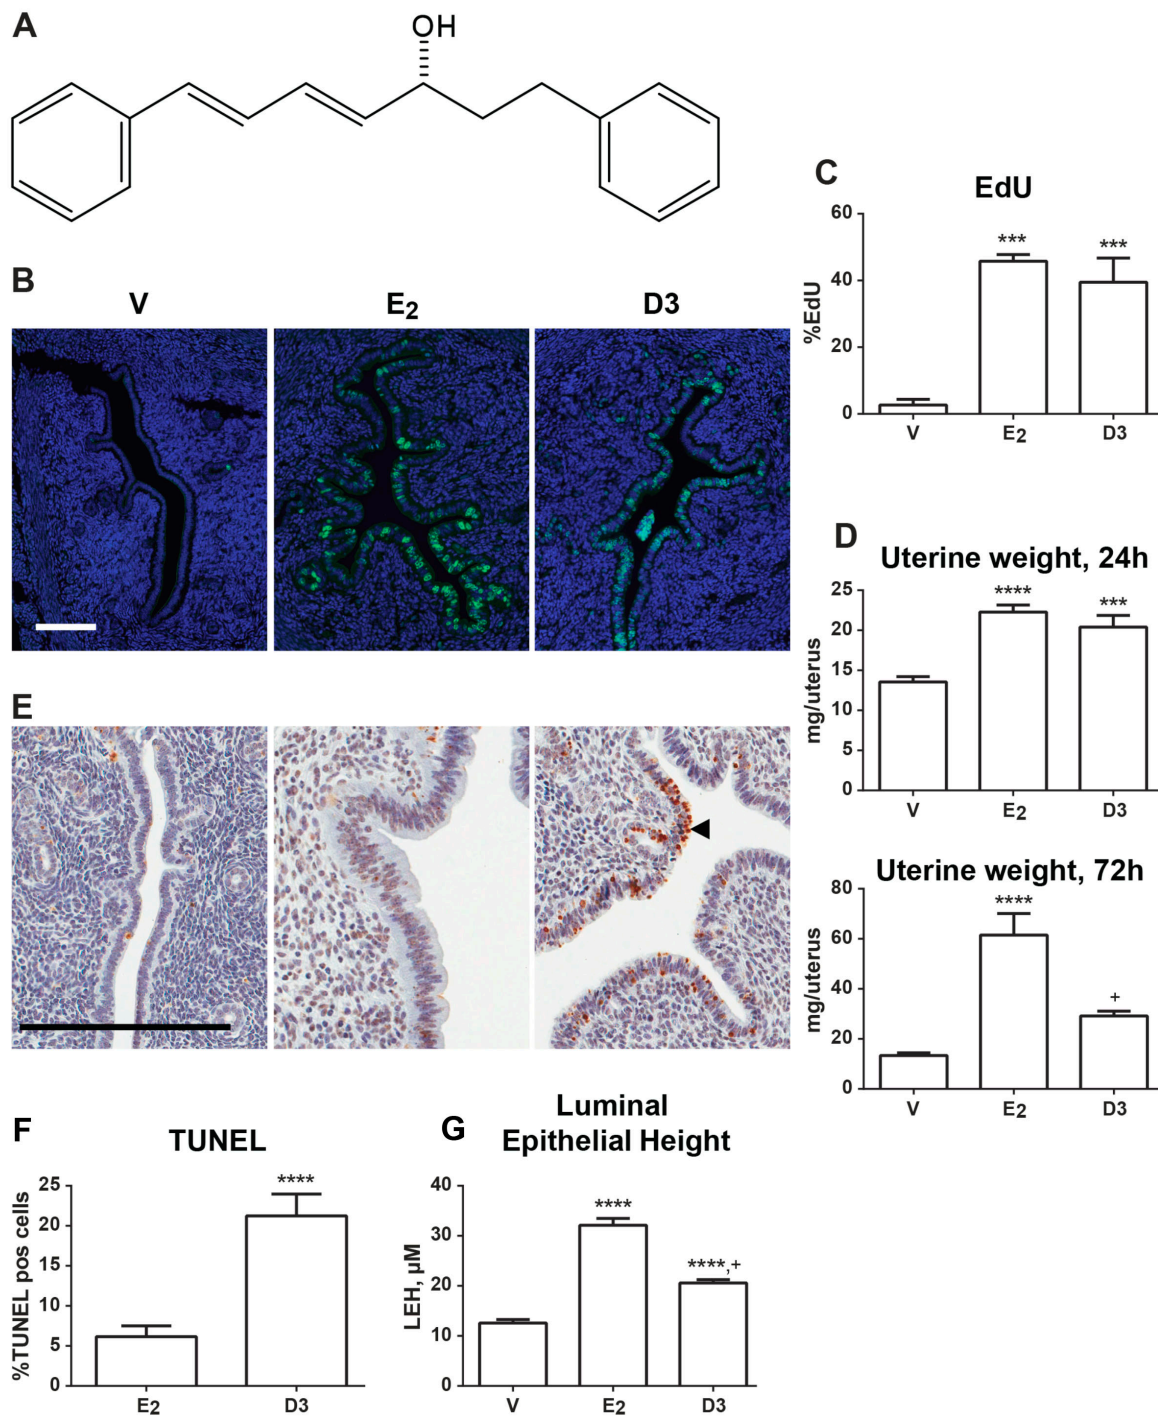 A
OH
B
V
E2
D3
C
EdU
%EdU
60
40
20
0
***
***
V
E2
D3
D
Uterine weight, 24h
mg/uterus
25
20
15
10
5
0
****
***
V
E2
D3
E
Uterine weight, 72h
mg/uterus
80
60
40
20
0
****
+
V
E2
D3
F
TUNEL
%TUNEL pos cells
25
20
15
10
5
0
****
E2
D3
G
Luminal
Epithelial Height
LEH, µM
40
30
20
10
0
****
****,+
V
E2
D3